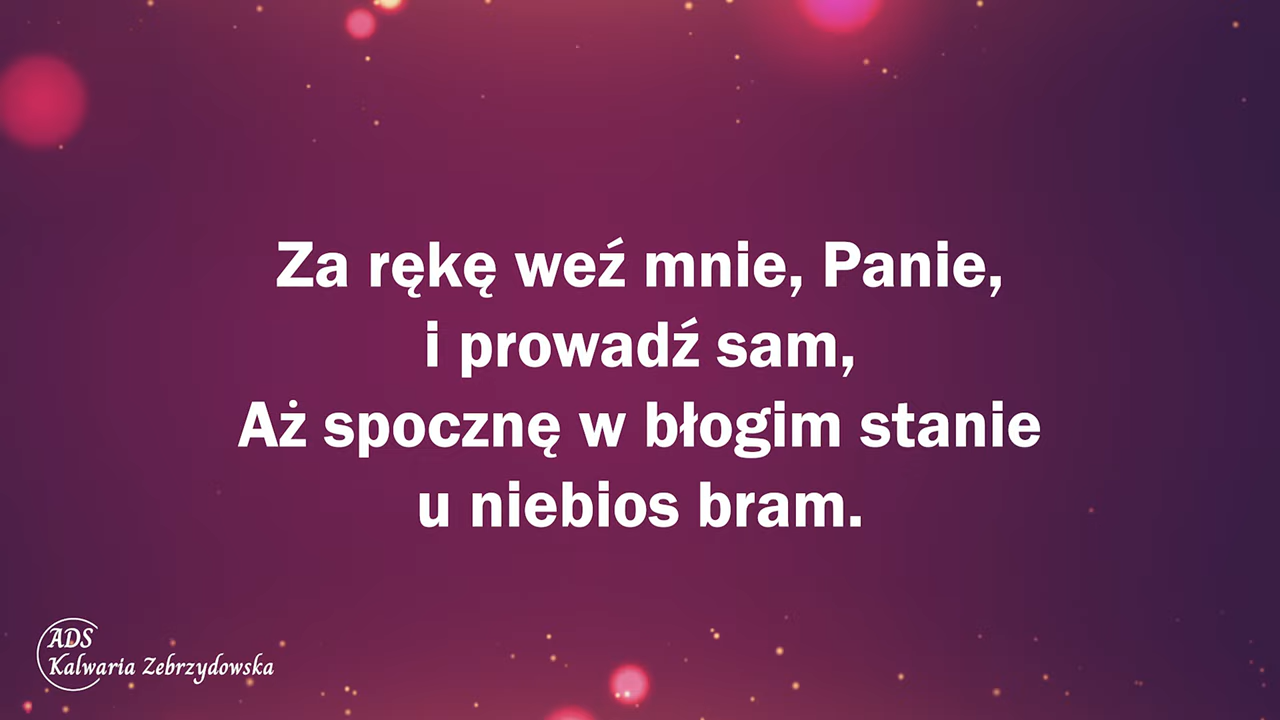 Za rękę weź mnie, Panie,
i prowadź sam,
Aż spocznę w błogim stanie
u niebios bram.
ADS
Kalwaria Zebrzydowska